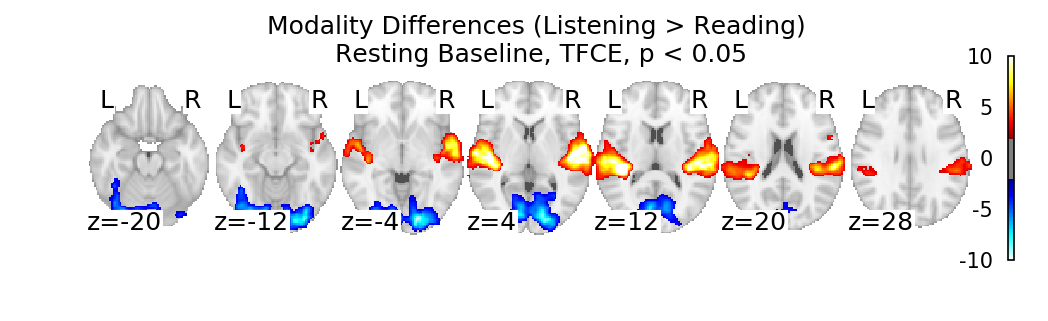 Modality Differences (Listening > Reading)
Resting Baseline, TFCE, p < 0.05
L R L R L R L R L R L R L R
z=-20 z=-12 z=-4 z=4 z=12 z=20 z=28
10
5
0
-5
-10